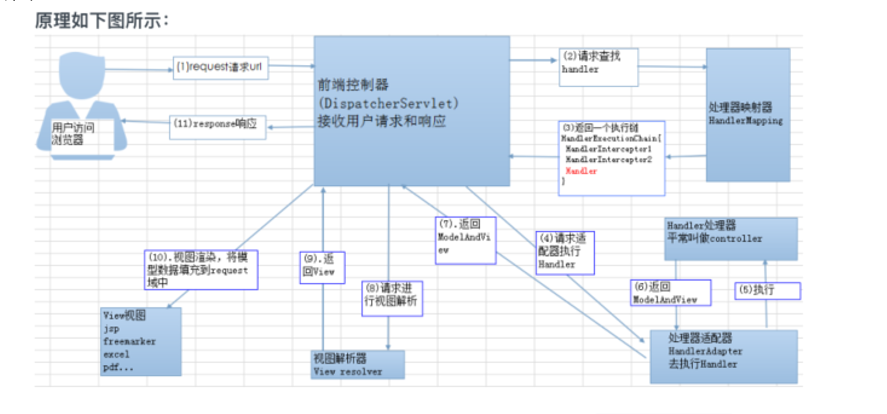 原理如下图所示：
(1)request请求url
前端控制器
(DispatcherServlet)
接收用户请求和响应
(2)请求查找
handler
处理器映射器
HandlerMapping
用户访问
浏览器
(11)response响应
(3)返回一个执行链
HandlerExecutionChain{
HandlerInterceptor1
HandlerInterceptor2
Handler
}
(10).视图渲染，将模
型数据填充到request
域中
(9).返
回View
(8)请求进
行视图解析
(7).返回
ModelAndVi
ew
(4)请求适
配器执行
Handler
Handler处理器
平常叫做controller
(6)返回
ModelAndView
(5)执行
View视图
jsp
freemarker
excel
pdf...
视图解析器
View resolver
处理器适配器
HandlerAdapter
去执行Handler